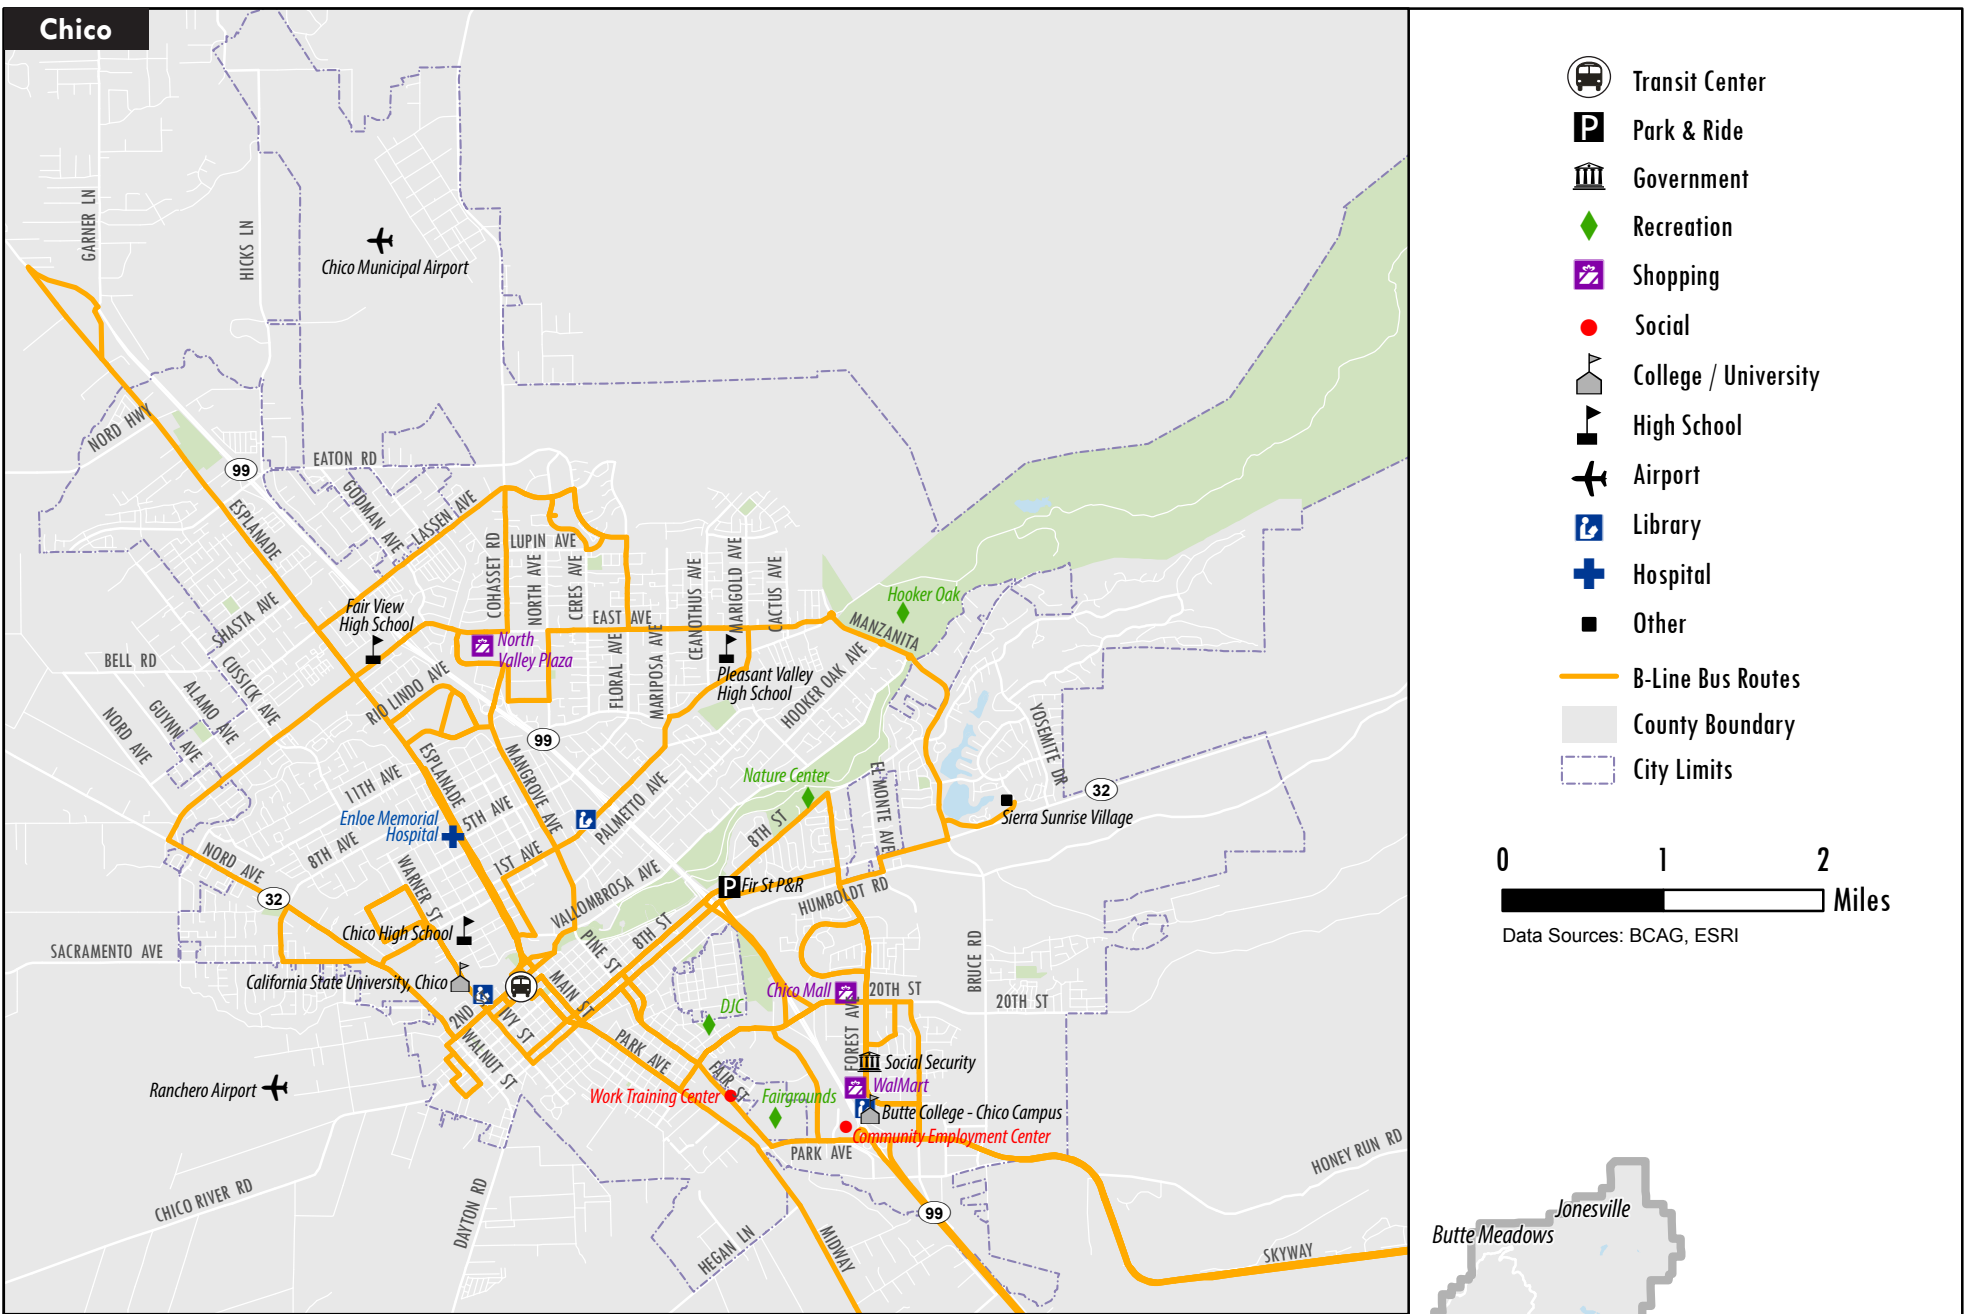 Chico
GARNER LN
HICKS LN
Chico Municipal Airport
NORD HWY
99
EATON RD
GODMAN AVE
LASSEN AVE
ESPLANADE
COHASSET RD
LUPIN AVE
NORTH AVE
CERES AVE
EAST AVE
CEANOTHUS AVE
MARIGOLD AVE
CACTUS AVE
Hooker Oak
MANZANITA
SHASTA AVE
Fair View
High School
North
Valley Plaza
FLORAL AVE
MARIPOSA AVE
Pleasant Valley
High School
HOOKER OAK AVE
BELL RD
CUSSICK AVE
ALAMO AVE
GUYNN AVE
NORD AVE
RIO LINDO AVE
99
YOSEMITE DR
32
Sierra Sunrise Village
ESPLANADE
MANGROVE AVE
11TH AVE
5TH AVE
Enloe Memorial
Hospital
8TH AVE
1ST AVE
PALMETTO AVE
Nature Center
8TH ST
EL MONTE AVE
NORD AVE
32
WARNER ST
VALLOMBROSA AVE
P
Fir St P&R
HUMBOLDT RD
Chico High School
PINE ST
8TH ST
SACRAMENTO AVE
California State University, Chico
MAIN ST
BRUCE RD
Chico Mall
20TH ST
20TH ST
2ND
IVY ST
DJC
WALNUT ST
PARK AVE
FOREST AVE
Social Security
FAIR ST
Ranchero Airport
Work Training Center
Fairgrounds
WalMart
Butte College - Chico Campus
Community Employment Center
PARK AVE
HONEY RUN RD
CHICO RIVER RD
DAYTON RD
HEGAN LN
MIDWAY
99
SKYWAY
Transit Center
P
Park & Ride
Government
Recreation
Shopping
Social
College / University
High School
Airport
Library
Hospital
Other
B-Line Bus Routes
County Boundary
City Limits
0 1 2
Miles
Data Sources: BCAG, ESRI
Jonesville
Butte Meadows